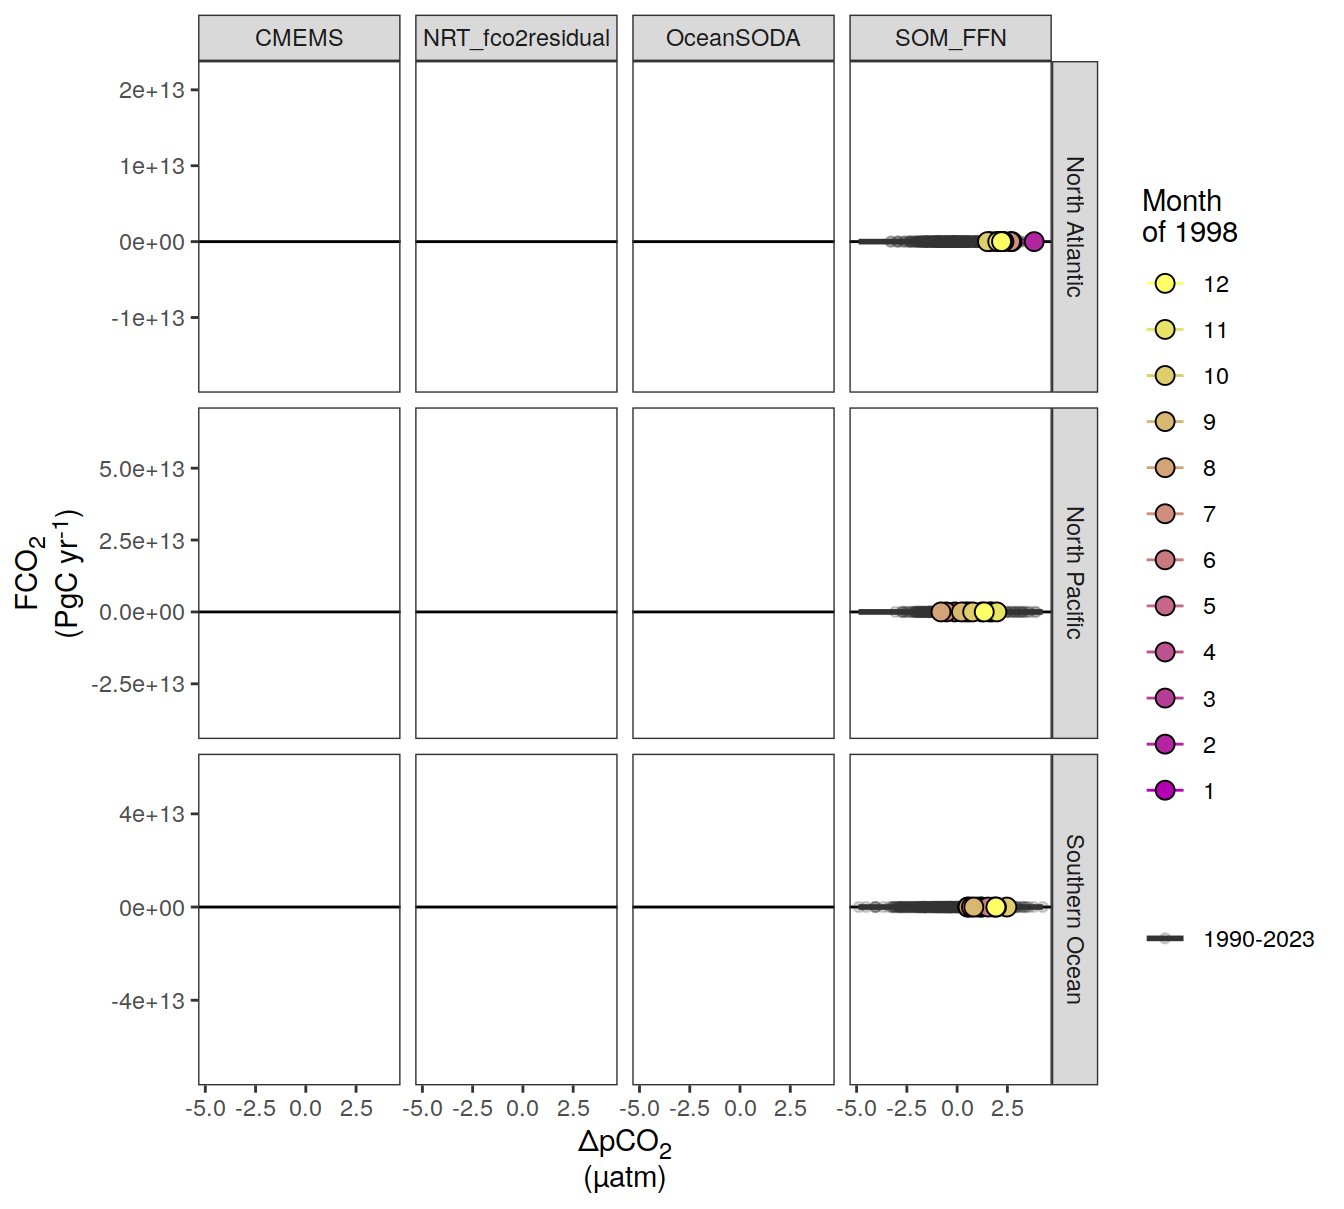 CMEMS
NRT_fco2residual
OceanSODA
SOM_FFN
2e+13
1e+13
0e+00
-1e+13
North Atlantic
5.0e+13
2.5e+13
0.0e+00
-2.5e+13
North Pacific
4e+13
0e+00
-4e+13
Southern Ocean
FCO₂
(PgC yr⁻¹)
-5.0 -2.5 0.0 2.5
-5.0 -2.5 0.0 2.5
-5.0 -2.5 0.0 2.5
-5.0 -2.5 0.0 2.5
ΔpCO₂
(µatm)
Month
of 1998
12
11
10
9
8
7
6
5
4
3
2
1
1990-2023